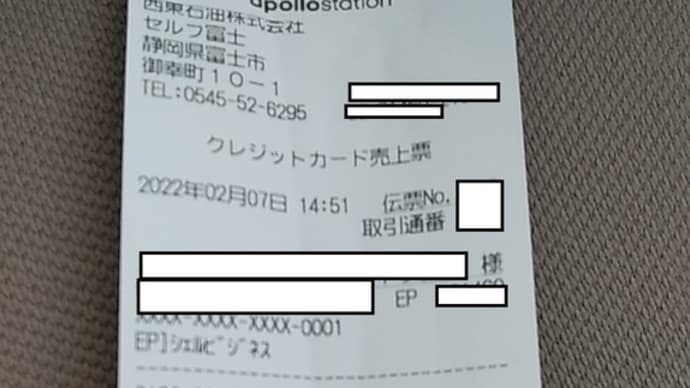 apollostation
西東石油株式会社
セルフ富士
静岡県富士市
御幸町10-1
TEL:0545-52-6295
クレジットカード売上票
2022年02月07日 14:51 伝票No.
取引通番
様
EP
XXXX-XXXX-XXXX-0001
EP]シェルビジネス